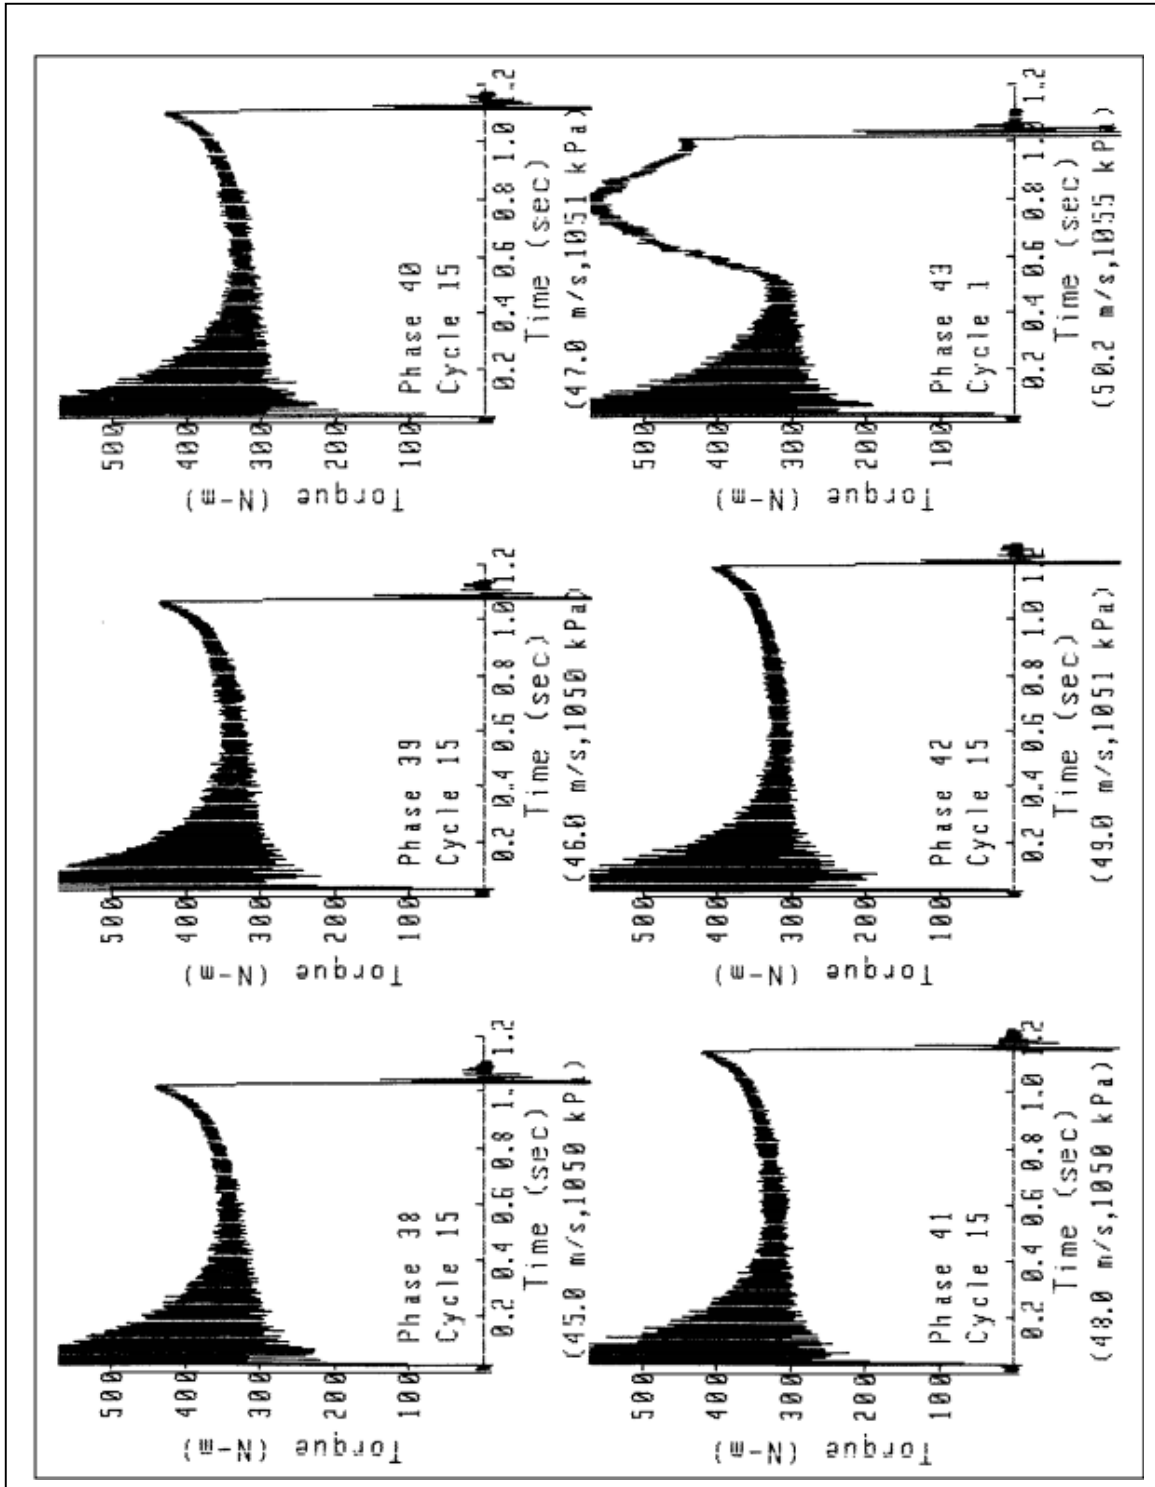 Torque (N-m)
500
400
300
200
100
Phase 38
Cycle 15
0.2 0.4 0.6 0.8 1.0 1.2
Time (sec)
(45.0 m/s,1050 kPa)
Torque (N-m)
500
400
300
200
100
Phase 39
Cycle 15
0.2 0.4 0.6 0.8 1.0 1.2
Time (sec)
(46.0 m/s,1050 kPa)
Torque (N-m)
500
400
300
200
100
Phase 40
Cycle 15
0.2 0.4 0.6 0.8 1.0 1.2
Time (sec)
(47.0 m/s,1051 kPa)
Torque (N-m)
500
400
300
200
100
Phase 41
Cycle 15
0.2 0.4 0.6 0.8 1.0 1.2
Time (sec)
(48.0 m/s,1050 kPa)
Torque (N-m)
500
400
300
200
100
Phase 42
Cycle 15
0.2 0.4 0.6 0.8 1.0 1.2
Time (sec)
(49.0 m/s,1051 kPa)
Torque (N-m)
500
400
300
200
100
Phase 43
Cycle 1
0.2 0.4 0.6 0.8 1.0 1.2
Time (sec)
(50.2 m/s,1055 kPa)